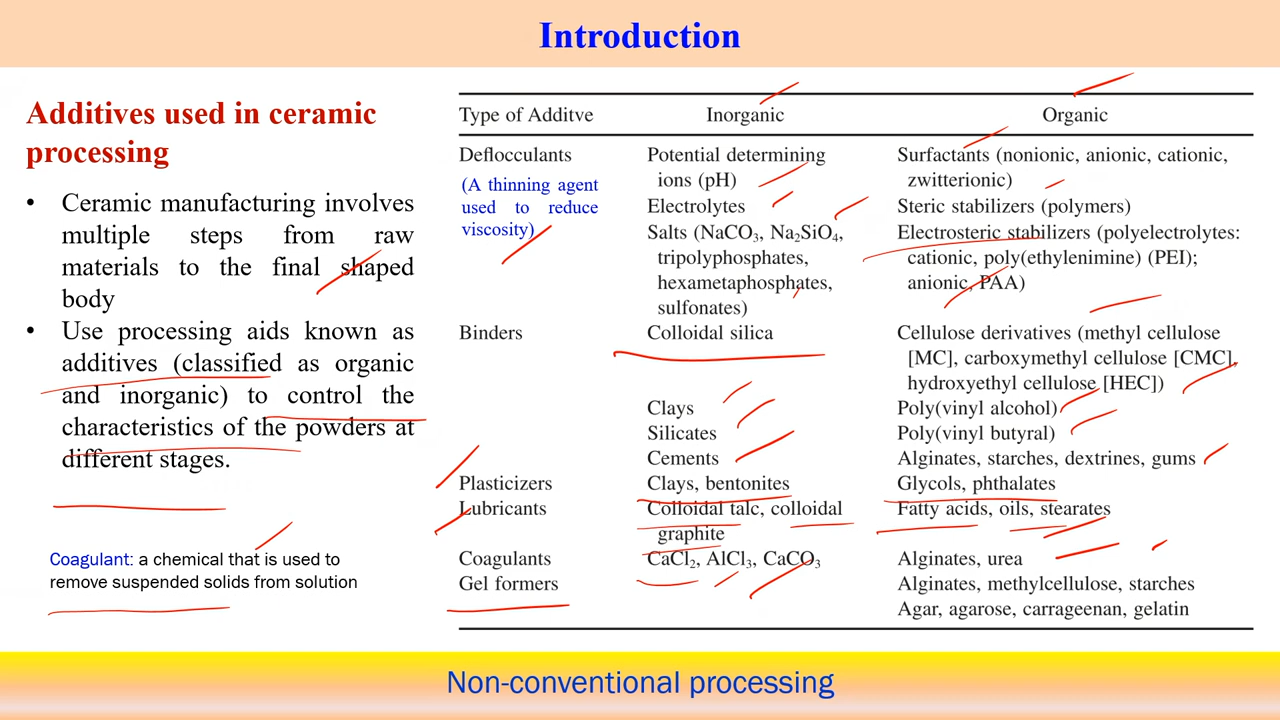 Introduction
Additives used in ceramic
processing
• Ceramic manufacturing involves
multiple steps from raw
materials to the final shaped
body
• Use processing aids known as
additives (classified as organic
and inorganic) to control the
characteristics of the powders at
different stages.
Coagulant: a chemical that is used to
remove suspended solids from solution
Type of Additve Inorganic Organic
Deflocculants Potential determining Surfactants (nonionic, anionic, cationic,
ions (pH) zwitterionic)
(A thinning agent
used to reduce
viscosity)
Electrolytes Steric stabilizers (polymers)
Salts (NaCO₃, Na₂SiO₄, Electrosteric stabilizers (polyelectrolytes:
tripolyphosphates, cationic, poly(ethylenimine) (PEI);
hexametaphosphates, anionic, PAA)
sulfonates)
Binders Colloidal silica Cellulose derivatives (methyl cellulose
[MC], carboxymethyl cellulose [CMC],
hydroxyethyl cellulose [HEC])
Clays Poly(vinyl alcohol)
Silicates Poly(vinyl butyral)
Cements Alginates, starches, dextrines, gums
Plasticizers Clays, bentonites Glycols, phthalates
Lubricants Colloidal talc, colloidal Fatty acids, oils, stearates
graphite
Coagulants CaCl₂, AlCl₃, CaCO₃ Alginates, urea
Gel formers Alginates, methylcellulose, starches
Agar, agarose, carrageenan, gelatin
Non-conventional processing